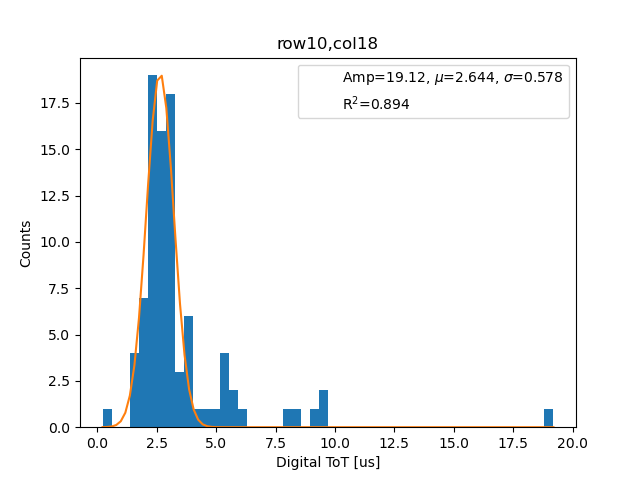 row10,col18
Amp=19.12, μ=2.644, σ=0.578
R²=0.894
Counts
17.5
15.0
12.5
10.0
7.5
5.0
2.5
0.0
0.0 2.5 5.0 7.5 10.0 12.5 15.0 17.5 20.0
Digital ToT [us]